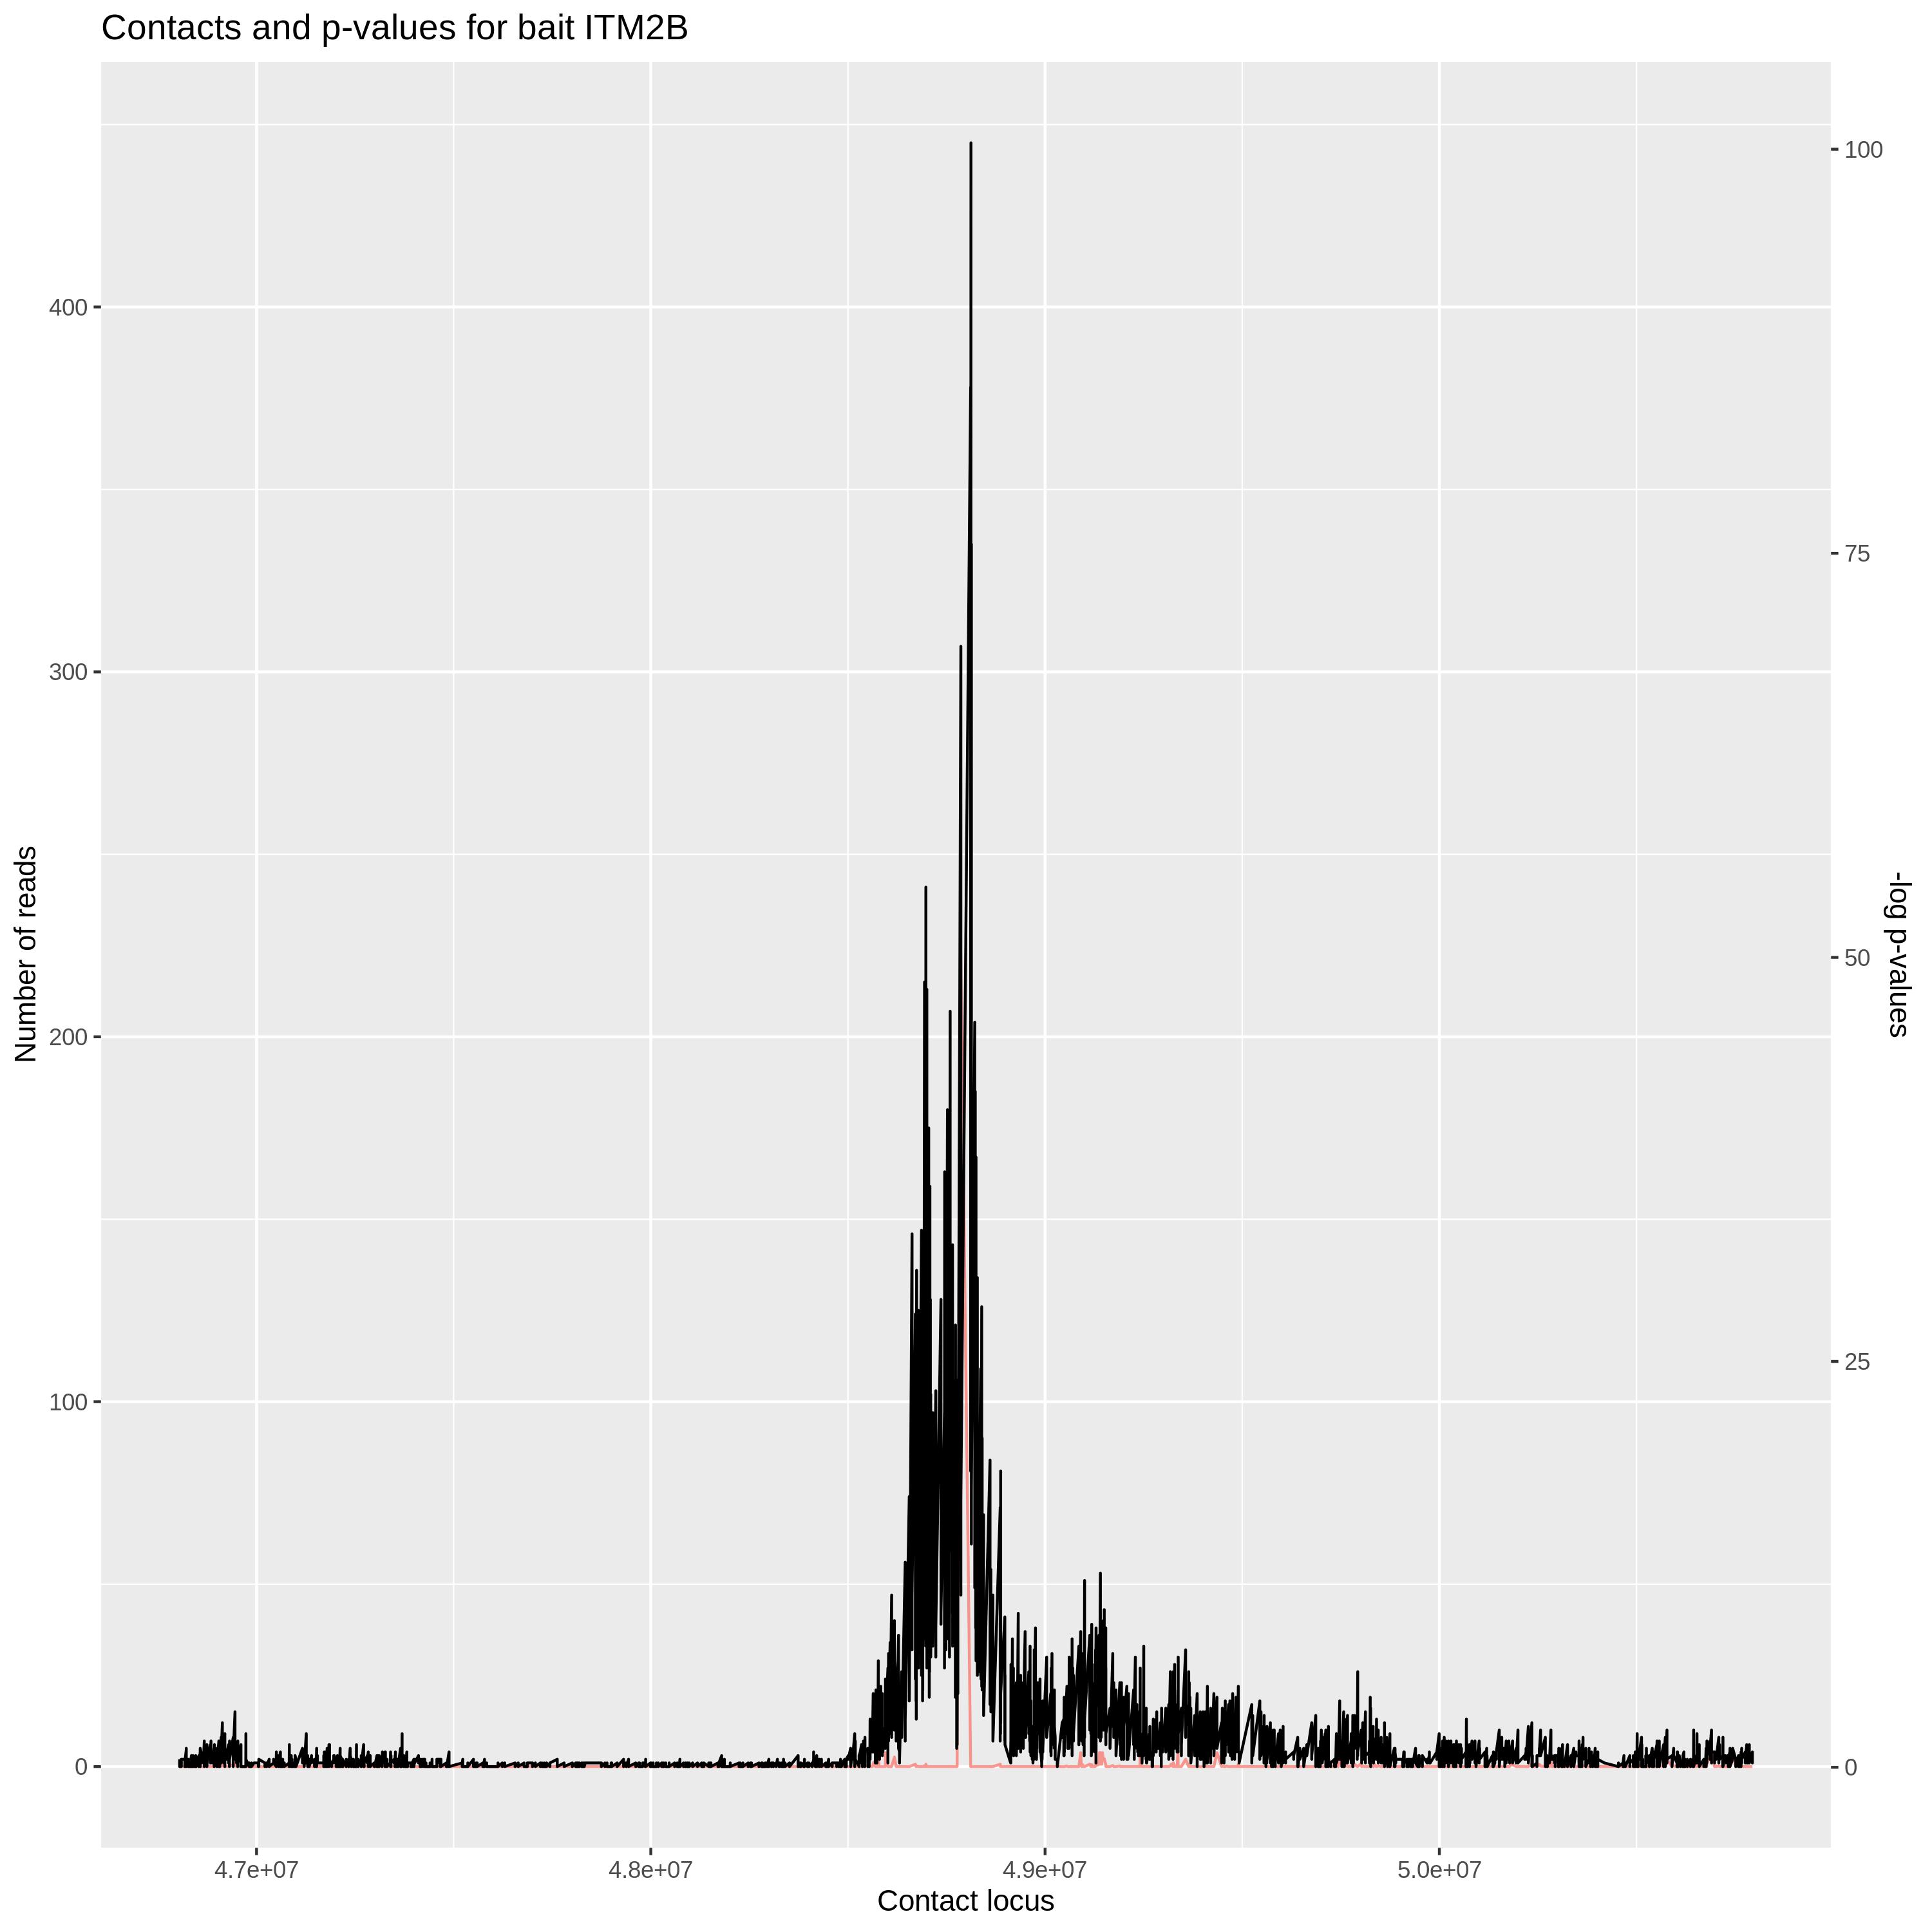 Contacts and p-values for bait ITM2B
Number of reads
400
300
200
100
0
100
75
50
25
0
-log p-values
4.7e+07 4.8e+07 4.9e+07 5.0e+07
Contact locus